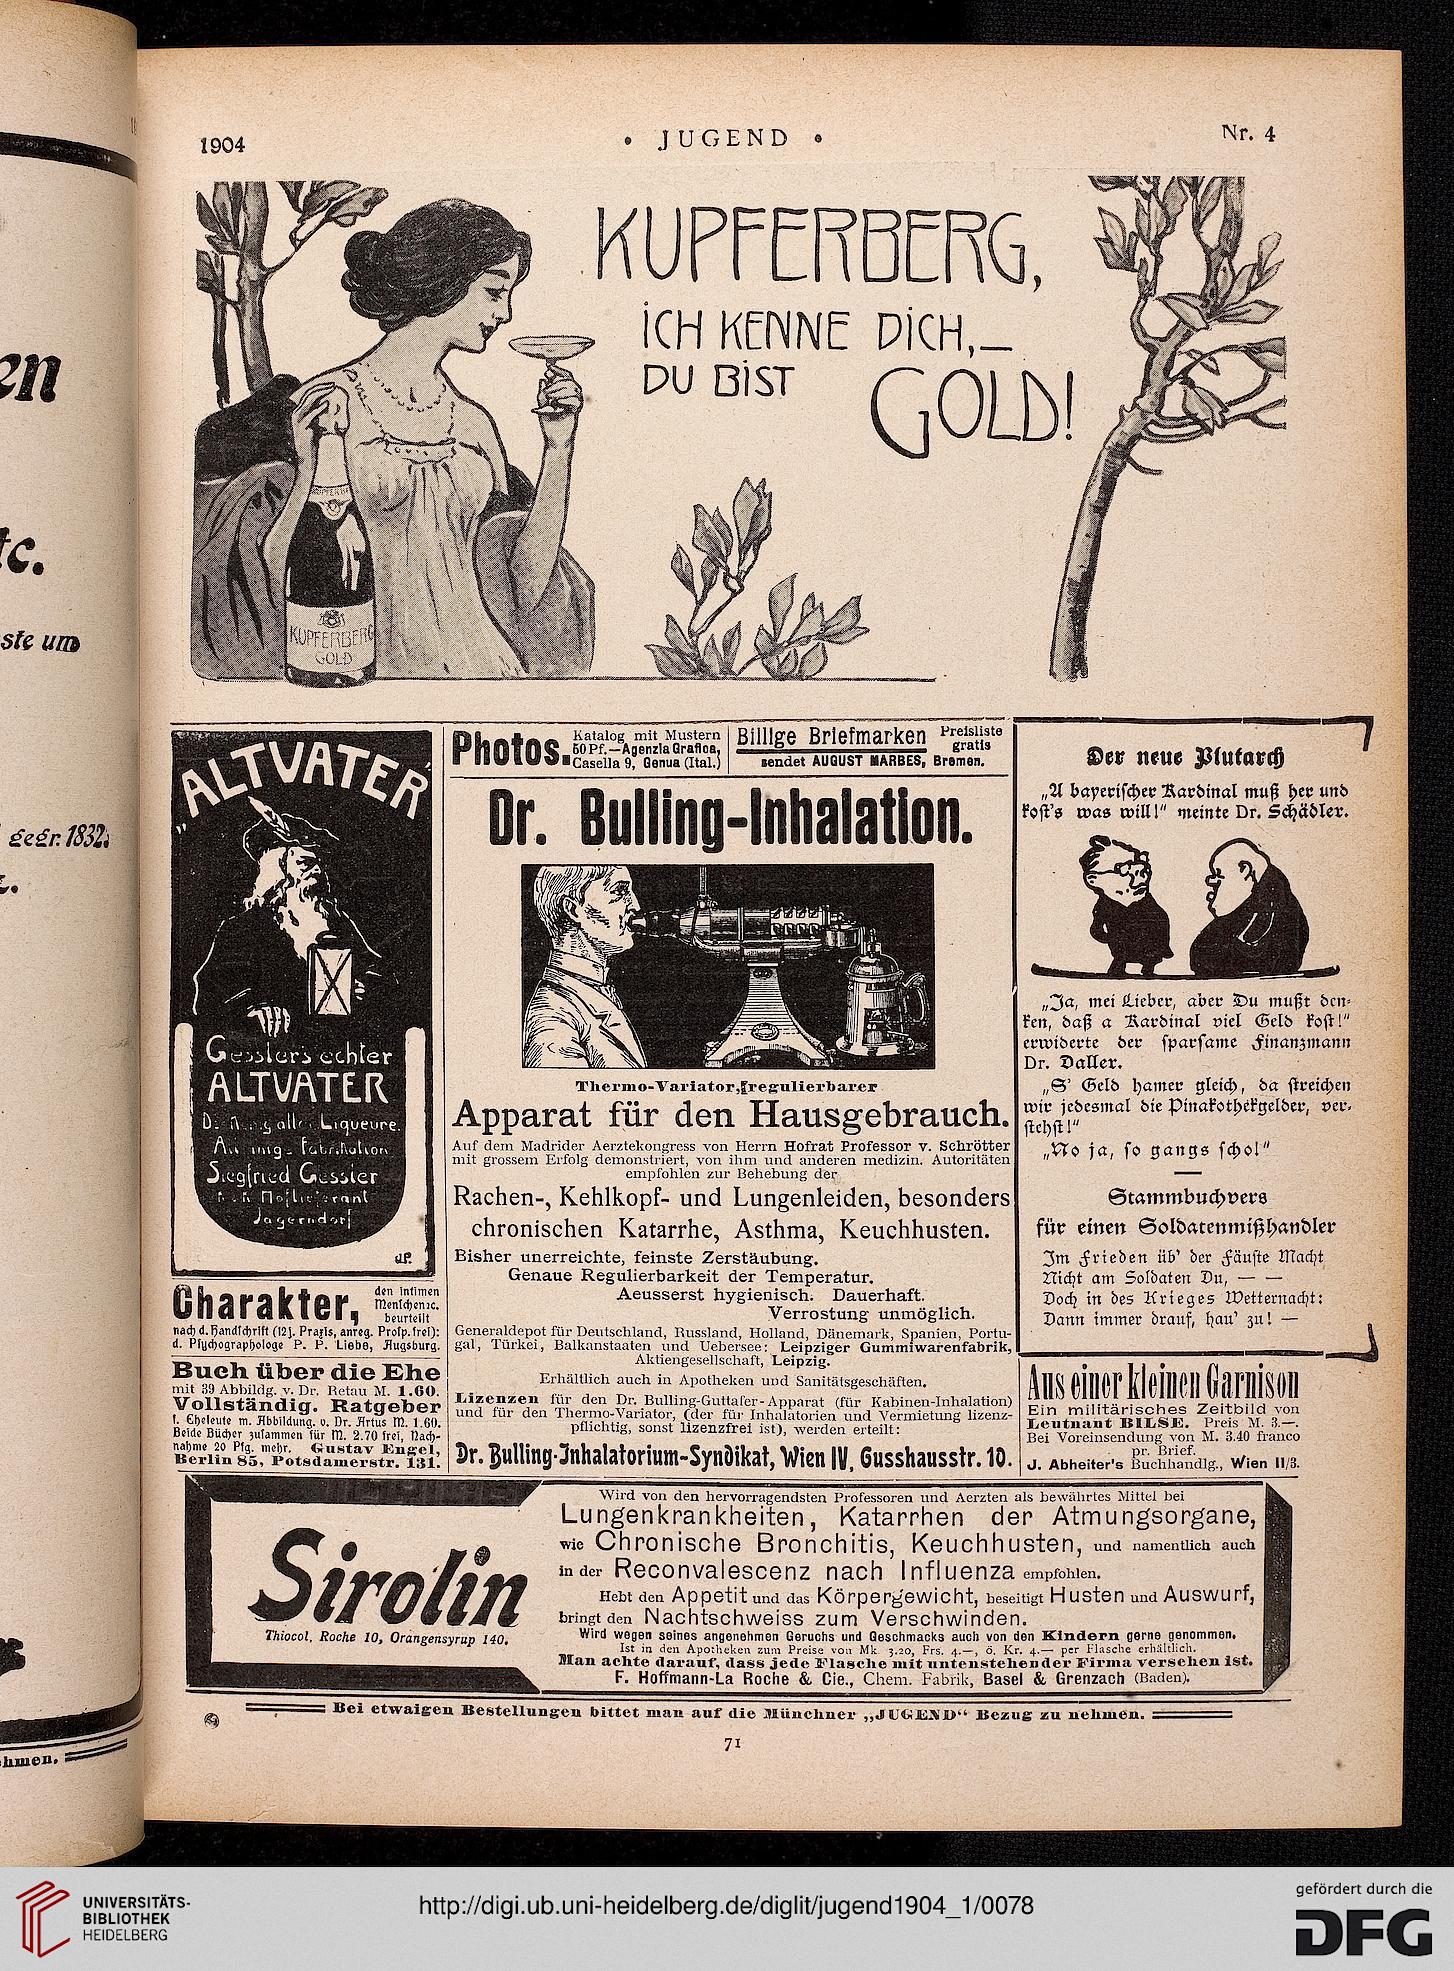 1904
• JUGEND •
Nr. 4
KUPFERBERG,
ICH KENNE DICH,—
DU BIST GOLD!
KUPFERBERG
GOLD
en
tc.
ste um
gegr. 1832.
hmen.
„ALTVATER"
Gessler's echter
ALTVATER
Liqueure.
Siegfried Gessler
Jägerndorf
Charakter,
den intimen
Menschen ɪc.
beurteilt
nach d. Handschrift (12 J. Praxis, anreg. Prosp. frei):
d. Psychographologe P. P. Liebe, Augsburg.
Buch über die Ehe
mit 39 Abbildg. v. Dr. Retau M. 1.60.
Vollständig. Ratgeber
f. Eheleute m. Abbildung. v. Dr. Artus M. 1.60.
Beide Bücher zusammen für M. 2.70 frei, Nach-
nahme 20 Pfg. mehr. Gustav Engel,
Berlin 85, Potsdamerstr. 131.
Photos.
Katalog mit Mustern
50 Pf.—Agenzia Grafica,
Casella 9, Genua (Ital.)
Billige Briefmarken Preisliste
gratis
sendet AUGUST MARBES, Bremen.
Dr. Bulling-Inhalation.
Thermo-Variator, regulierbarer
Apparat für den Hausgebrauch.
Auf dem Madrider Aerztekongress von Herrn Hofrat Professor v. Schrötter
mit grossem Erfolg demonstriert, von ihm und anderen medizin. Autoritäten
empfohlen zur Behebung der
Rachen-, Kehlkopf- und Lungenleiden, besonders
chronischen Katarrhe, Asthma, Keuchhusten.
Bisher unerreichte, feinste Zerstäubung.
Genaue Regulierbarkeit der Temperatur.
Aeusserst hygienisch. Dauerhaft.
Verrostung unmöglich.
Generaldepot für Deutschland, Russland, Holland, Dänemark, Spanien, Portu-
gal, Türkei, Balkanstaaten und Uebersee: Leipziger Gummiwarenfabrik,
Aktiengesellschaft, Leipzig.
Erhältlich auch in Apotheken und Sanitätsgeschäften.
Lizenzen für den Dr. Bulling-Guttafer-Apparat (für Kabinen-Inhalation)
und für den Thermo-Variator, (der für Inhalatorien und Vermietung lizenz-
pflichtig, sonst lizenzfrei ist), werden erteilt:
Dr. Bulling-Inhalatorium-Syndikat, Wien IV, Gusshausstr. 10.
Der neue Plutarch
„A bayerischer Kardinal muß her und
kost's was will!" meinte Dr. Schädler.
„Ja, mei Lieber, aber Du mußt den-
ken, daß a Kardinal viel Geld kost!"
erwiderte der sparsame Finanzmann
Dr. Daller.
„S' Geld hamer gleich, da streichen
wir jedesmal die Pinakothekgelder, ver-
stehst!"
„No ja, so gangs scho!"
Stammbuchvers
für einen Soldatenmißhandler
Im Frieden üb' der Fäuste Macht
Nicht am Soldaten Du, — —
Doch in des Krieges Wetternacht:
Dann immer drauf, hau' zu! —
Aus einer kleinen Garnison
Ein militärisches Zeitbild von
Leutnant BILSE. Preis M. 3.—.
Bei Voreinsendung von M. 3.40 franco
pr. Brief.
J. Abheiter's Buchhandlg., Wien II/3.
Sirolin
Thiocol. Roche 10, Orangensyrup 140.
Wird von den hervorragendsten Professoren und Aerzten als bewährtes Mittel bei
Lungenkrankheiten, Katarrhen der Atmungsorgane,
wie Chronische Bronchitis, Keuchhusten, und namentlich auch
in der Reconvalescenz nach Influenza empfohlen.
Hebt den Appetit und das Körpergewicht, beseitigt Husten und Auswurf,
bringt den Nachtschweiss zum Verschwinden.
Wird wegen seines angenehmen Geruchs und Geschmacks auch von den Kindern gerne genommen.
Ist in den Apotheken zum Preise von Mk. 3.20, Frs. 4.—, ö. Kr. 4.— per Flasche erhältlich.
Man achte darauf, dass jede Flasche mit untenstehender Firma versehen ist.
F. Hoffmann-La Roche & Cie., Chem. Fabrik, Basel & Grenzach (Baden).
Bei etwaigen Bestellungen bittet man auf die Münchner „JUGEND" Bezug zu nehmen.
71
UNIVERSITÄTS-
BIBLIOTHEK
HEIDELBERG
http://digi.ub.uni-heidelberg.de/diglit/jugend1904_1/0078
gefördert durch die
DFG